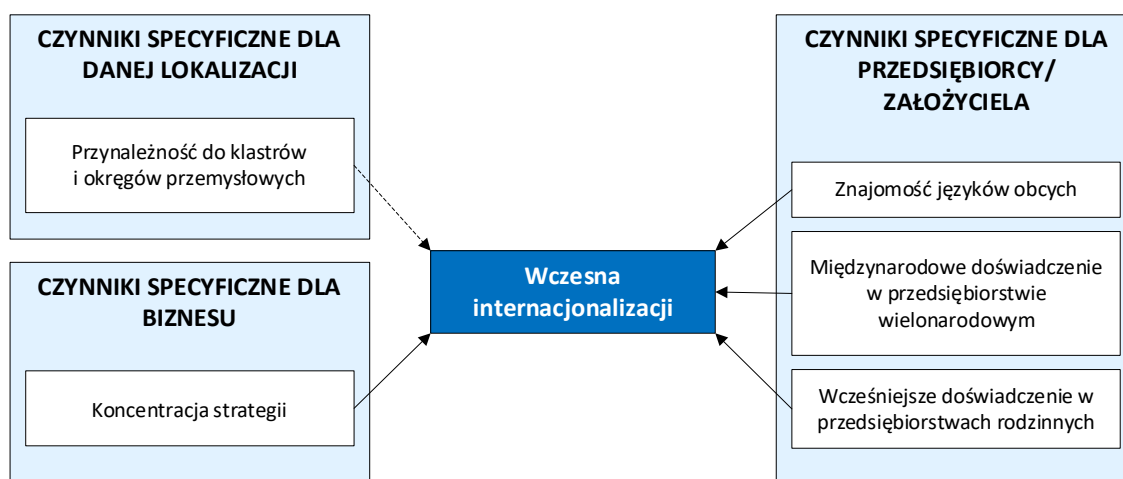 CZYNNIKI SPECYFICZNE DLA
DANEJ LOKALIZACJI
Przynależność do klastrów
i okręgów przemysłowych
CZYNNIKI SPECYFICZNE DLA
BIZNESU
Koncentracja strategii
Wczesna
internacjonalizacji
CZYNNIKI SPECYFICZNE DLA
PRZEDSIĘBIORCY/
ZAŁOŻYCIELA
Znajomość języków obcych
Międzynarodowe doświadczenie
w przedsiębiorstwie
wielonarodowym
Wcześniejsze doświadczenie w
przedsiębiorstwach rodzinnych